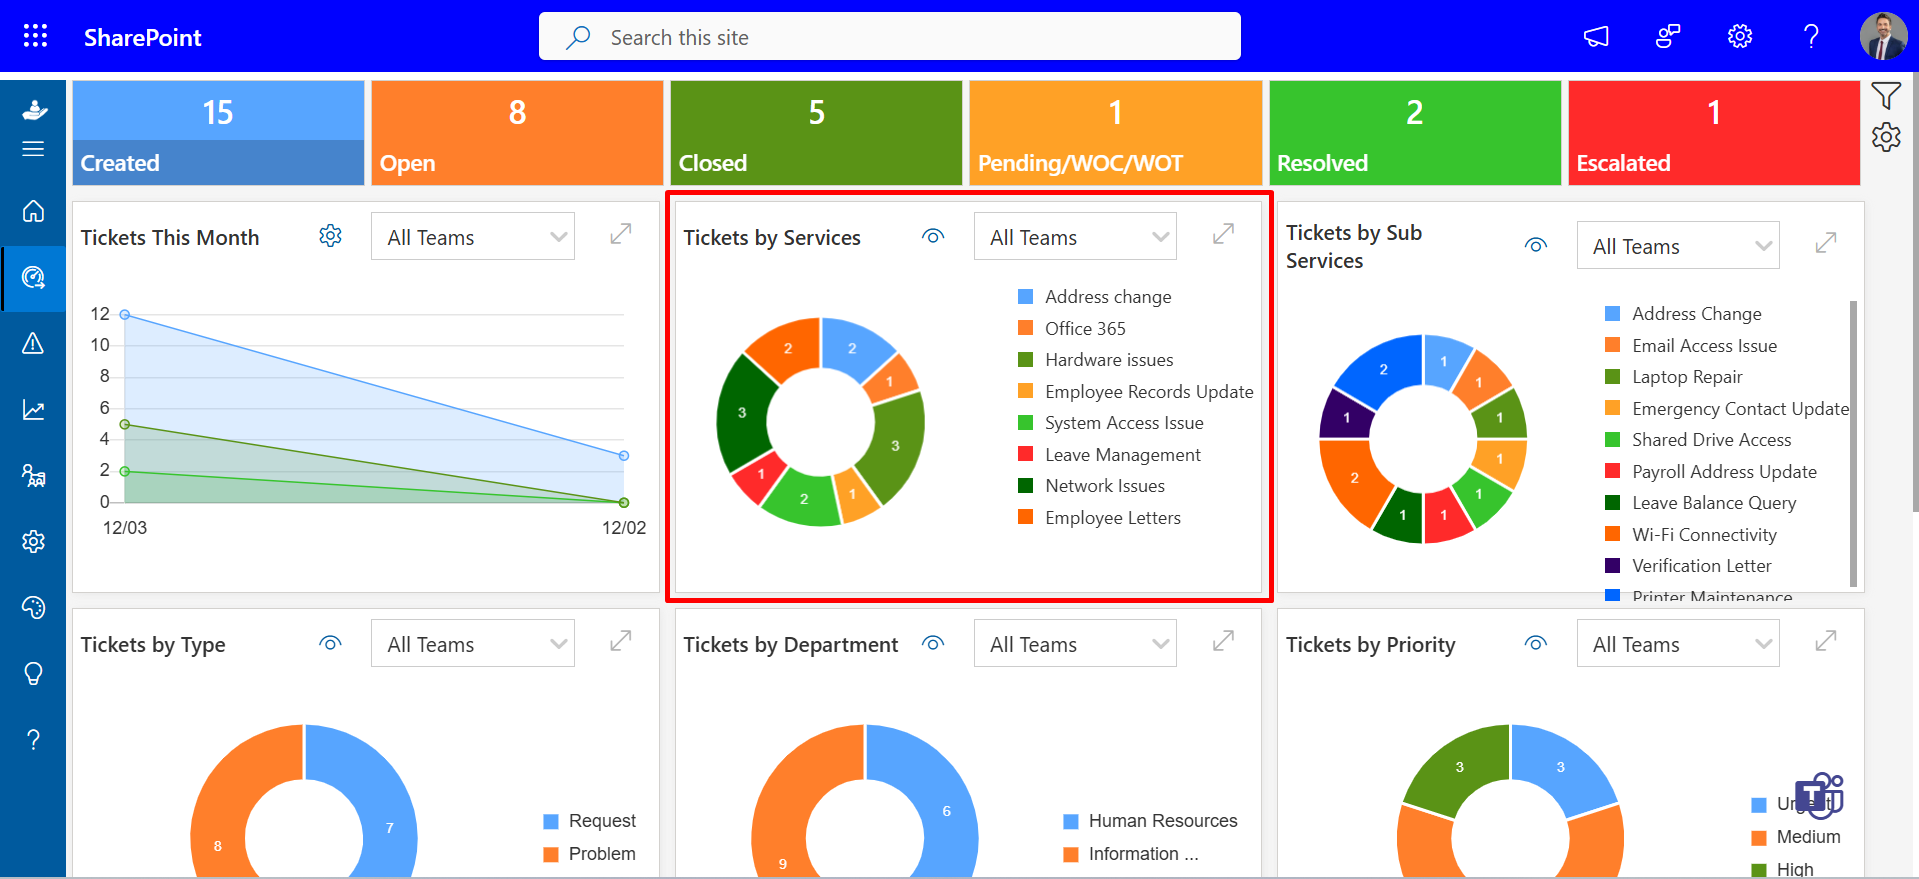 SharePoint
Search this site
15
Created
8
Open
5
Closed
1
Pending/WOC/WOT
2
Resolved
1
Escalated
Tickets This Month
All Teams
12
10
8
6
4
2
0
12/03
12/02
Tickets by Services
All Teams
2
1
3
1
2
1
3
2
Address change
Office 365
Hardware issues
Employee Records Update
System Access Issue
Leave Management
Network Issues
Employee Letters
Tickets by Sub
Services
All Teams
1
1
1
1
1
1
1
2
1
2
Address Change
Email Access Issue
Laptop Repair
Emergency Contact Update
Shared Drive Access
Payroll Address Update
Leave Balance Query
Wi-Fi Connectivity
Verification Letter
Printer Maintenance
Tickets by Type
All Teams
7
8
Request
Problem
Tickets by Department
All Teams
6
9
Human Resources
Information ...
Tickets by Priority
All Teams
3
3
Medium
High